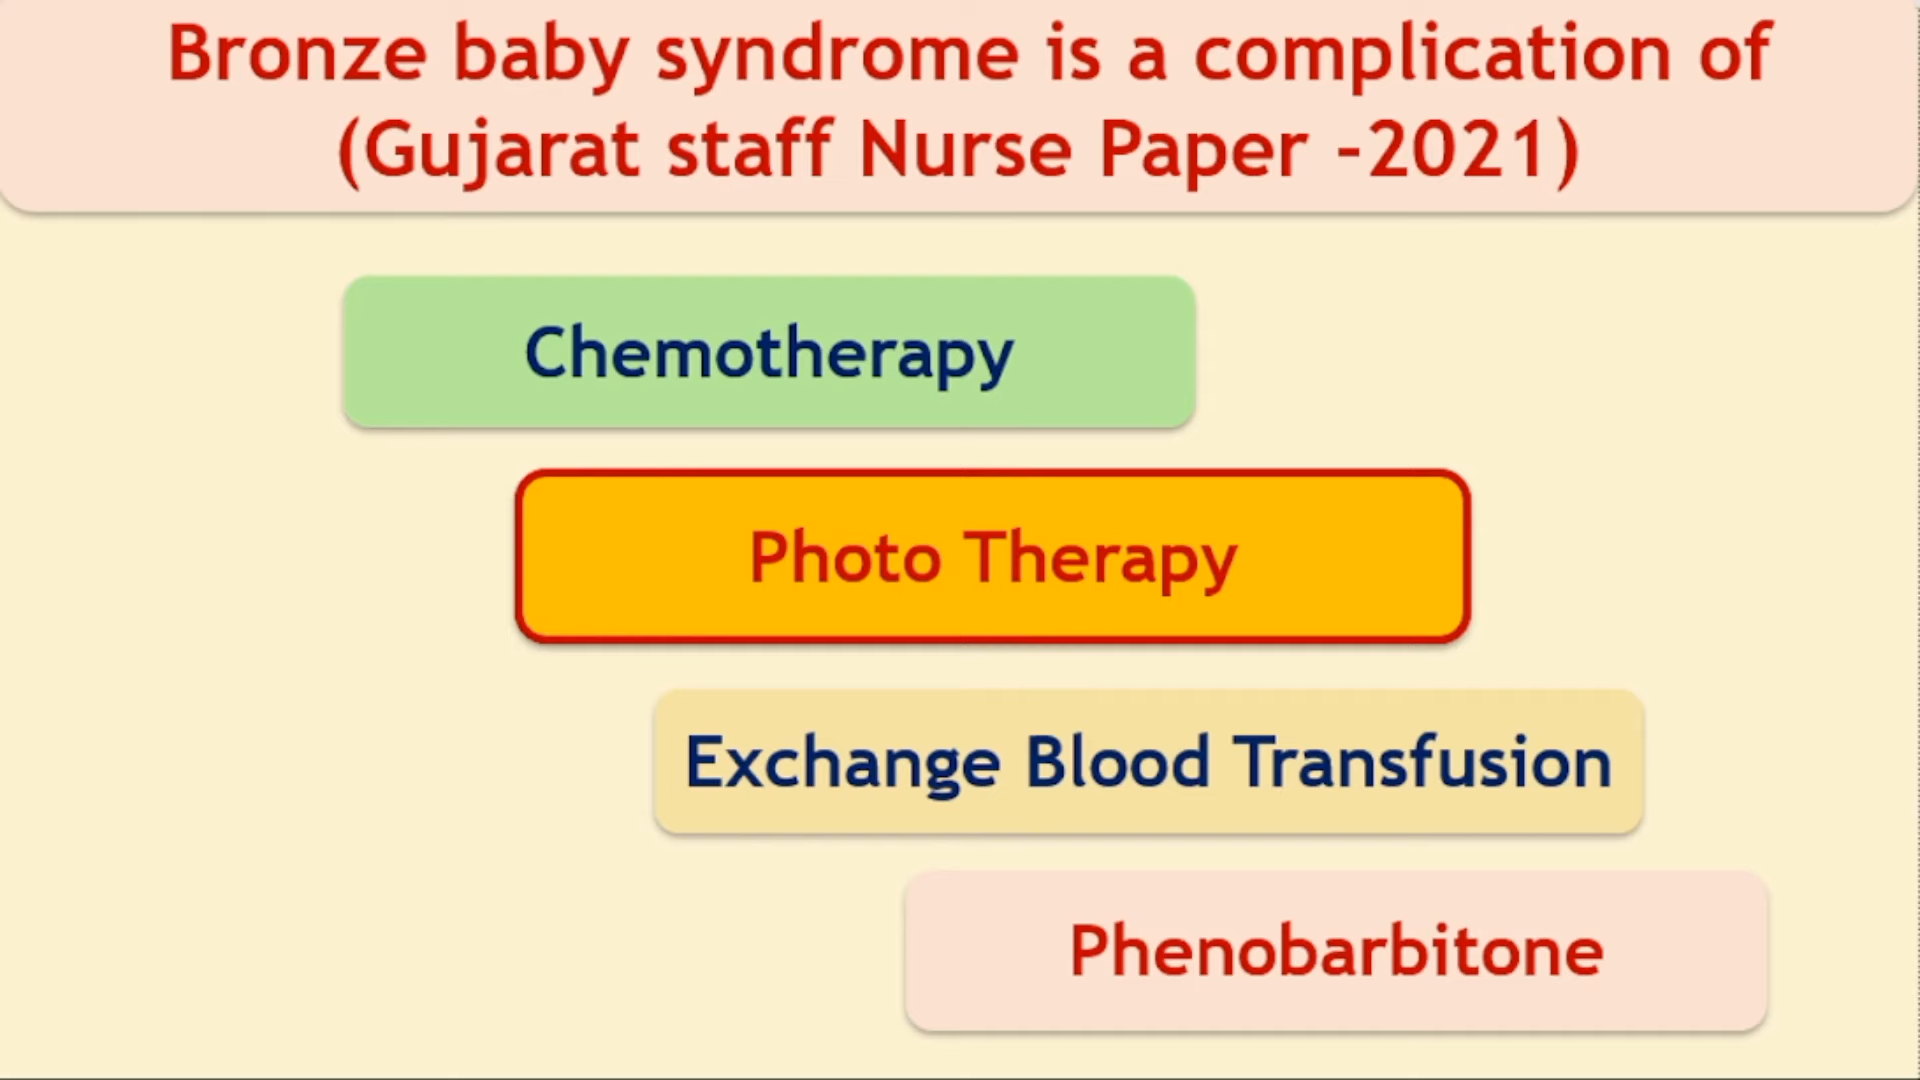 Bronze baby syndrome is a complication of
(Gujarat staff Nurse Paper -2021)
Chemotherapy
Photo Therapy
Exchange Blood Transfusion
Phenobarbitone